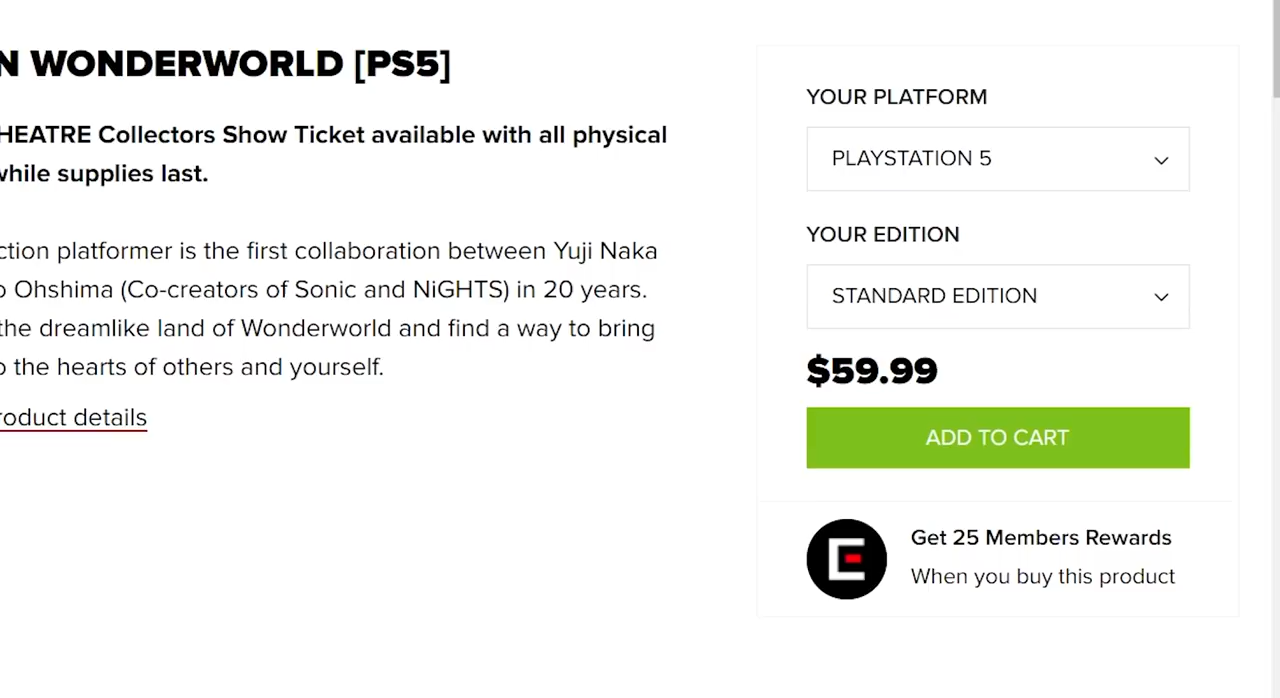 WONDERWORLD [PS5]
Collectors Show Ticket available with all physical
while supplies last.
platformer is the first collaboration between Yuji Naka
Ohshima (Co-creators of Sonic and NiGHTS) in 20 years.
the dreamlike land of Wonderworld and find a way to bring
the hearts of others and yourself.
details
YOUR PLATFORM
PLAYSTATION 5
YOUR EDITION
STANDARD EDITION
$59.99
ADD TO CART
Get 25 Members Rewards
When you buy this product